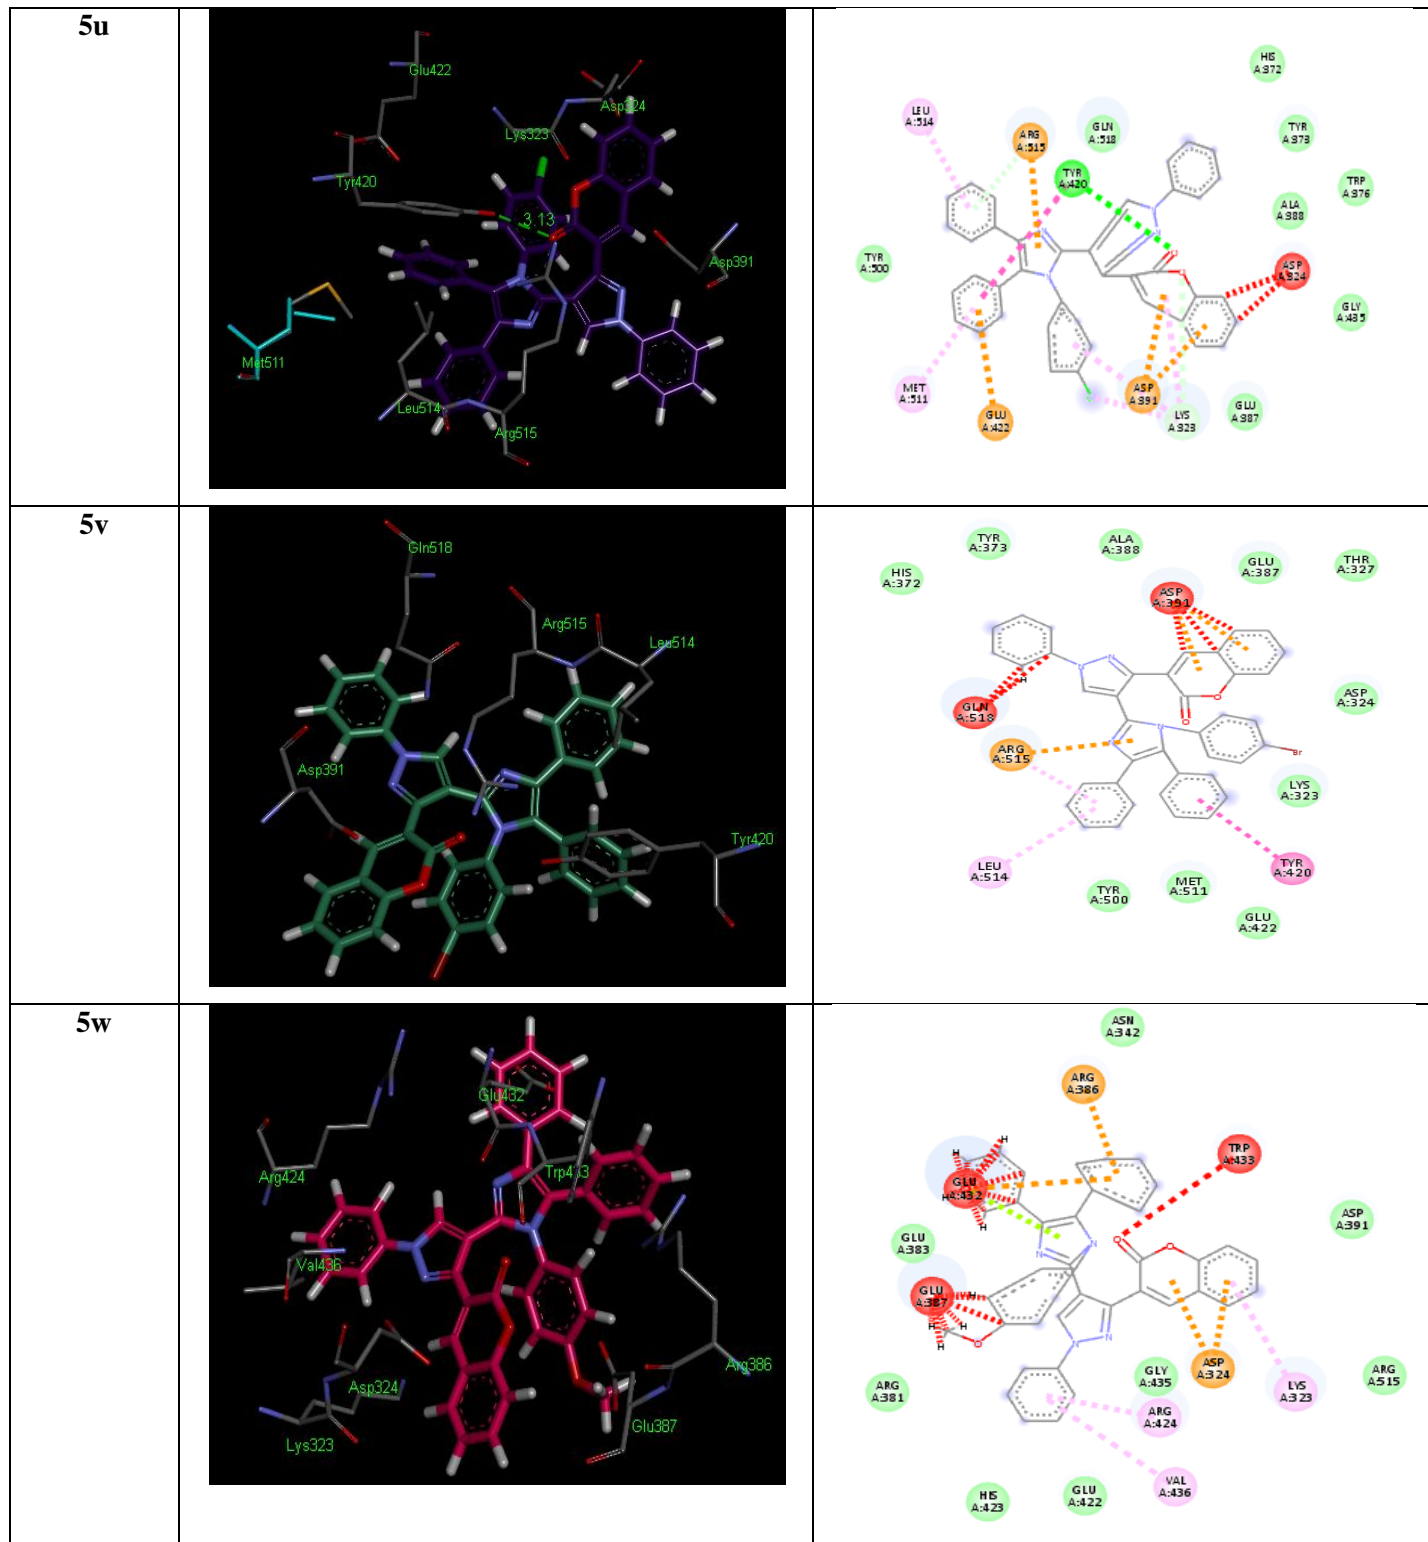 5u
Glu422
Asp324
Lys323
Tyr420
3.13
Asp391
Met511
Leu514
Arg515
HIS
A:372
LEU
A:514
ARG
A:515
GLN
A:518
TYR
A:373
TYR
A:420
TRP
A:376
ALA
A:388
TYR
A:500
ASP
A:324
GLY
A:435
MET
A:511
ASP
A:391
GLU
A:422
LYS
A:323
GLU
A:387
N
N
N
N
O
O
5v
Gln518
Arg515
Leu514
Asp391
Tyr420
TYR
A:373
ALA
A:388
GLU
A:387
THR
A:327
HIS
A:372
ASP
A:391
GLN
A:518
H
N
N
O
O
ASP
A:324
ARG
A:515
N
N
Br
LYS
A:323
LEU
A:514
TYR
A:500
MET
A:511
TYR
A:420
GLU
A:422
5w
Glu432
Trp433
Arg424
Val436
Asp324
Lys323
Arg386
Glu387
ASN
A:342
ARG
A:386
TRP
A:433
H
H
H
H
GLU
A:432
GLU
A:383
N
N
O
O
ASP
A:391
GLU
A:387
H
H
H
H
O
N
N
ARG
A:381
GLY
A:435
ASP
A:324
ARG
A:424
LYS
A:323
ARG
A:515
HIS
A:423
GLU
A:422
VAL
A:436